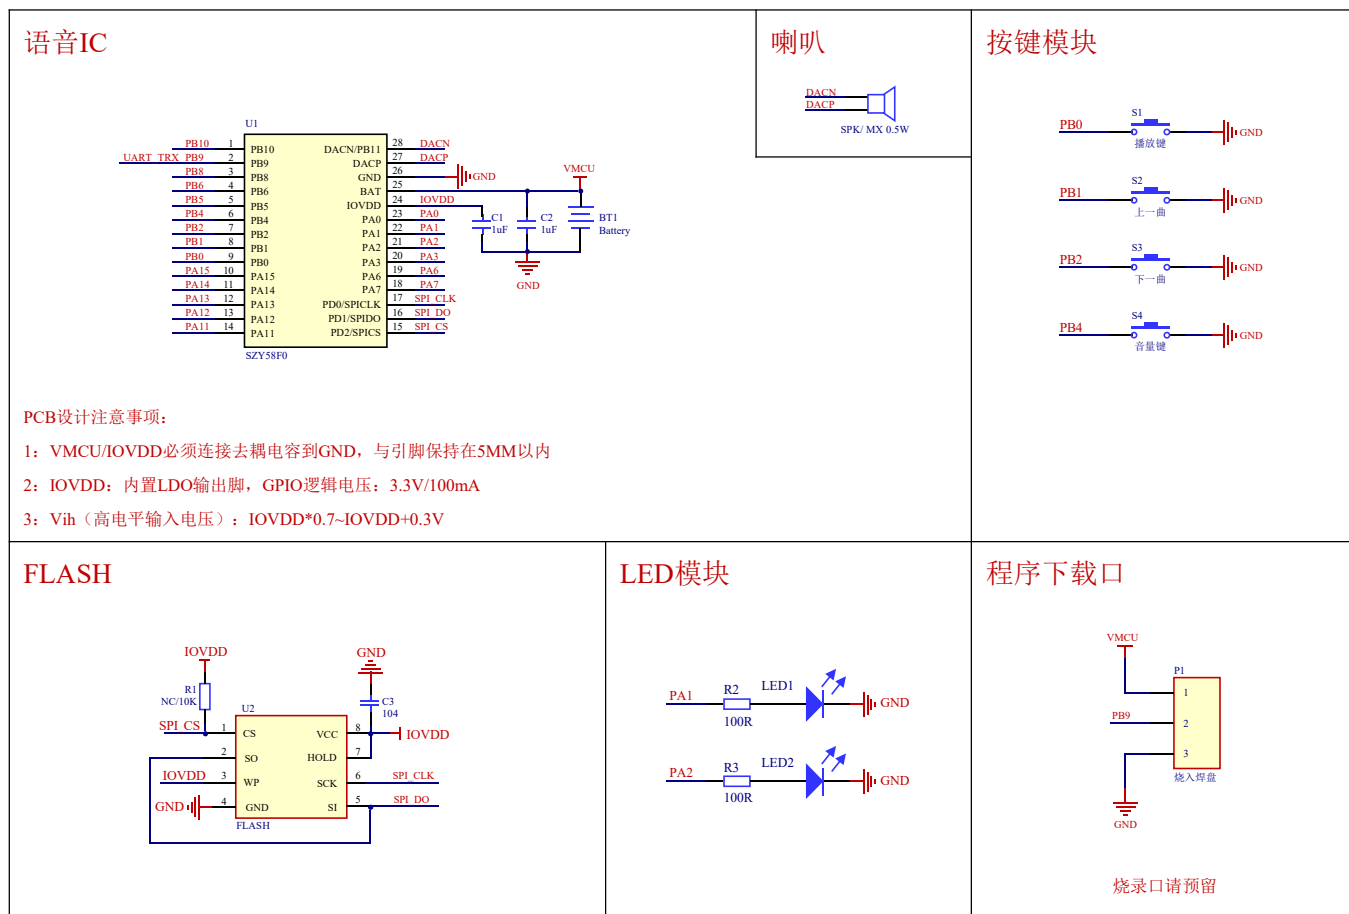 语音IC
喇叭
按键模块
DACN
DACP
SPK/ MX 0.5W
U1
PB10 1 PB10
UART_TRX PB9 2 PB9
PB8 3 PB8
PB6 4 PB6
PB5 5 PB5
PB4 6 PB4
PB2 7 PB2
PB1 8 PB1
PB0 9 PB0
PA15 10 PA15
PA14 11 PA14
PA13 12 PA13
PA12 13 PA12
PA11 14 PA11
DACN/PB11 28 DACN
DACP 27 DACP
GND 26 GND
BAT 25
IOVDD 24 IOVDD
PA0 23 PA0
PA1 22 PA1
PA2 21 PA2
PA3 20 PA3
PA6 19 PA6
PA7 18 PA7
PD0/SPICLK 17 SPI_CLK
PD1/SPIDO 16 SPI_DO
PD2/SPICS 15 SPI_CS
SZY58F0
VMCU
C1
1uF
C2
1uF
BT1
Battery
GND
S1
PB0 GND
播放键
S2
PB1 GND
上一曲
S3
PB2 GND
下一曲
S4
PB4 GND
音量键
PCB设计注意事项：
1：VMCU/IOVDD必须连接去耦电容到GND，与引脚保持在5MM以内
2：IOVDD：内置LDO输出脚，GPIO逻辑电压：3.3V/100mA
3：Vih（高电平输入电压）：IOVDD*0.7~IOVDD+0.3V
FLASH
IOVDD
R1
NC/10K
GND
C3
104
U2
SPI_CS 1 CS
2 SO
IOVDD 3 WP
GND 4 GND
VCC 8 IOVDD
HOLD 7
SCK 6 SPI_CLK
SI 5 SPI_DO
FLASH
LED模块
PA1 R2 LED1 GND
100R
PA2 R3 LED2 GND
100R
程序下载口
VMCU
P1
1
PB9 2
3
烧入焊盘
GND
烧录口请预留